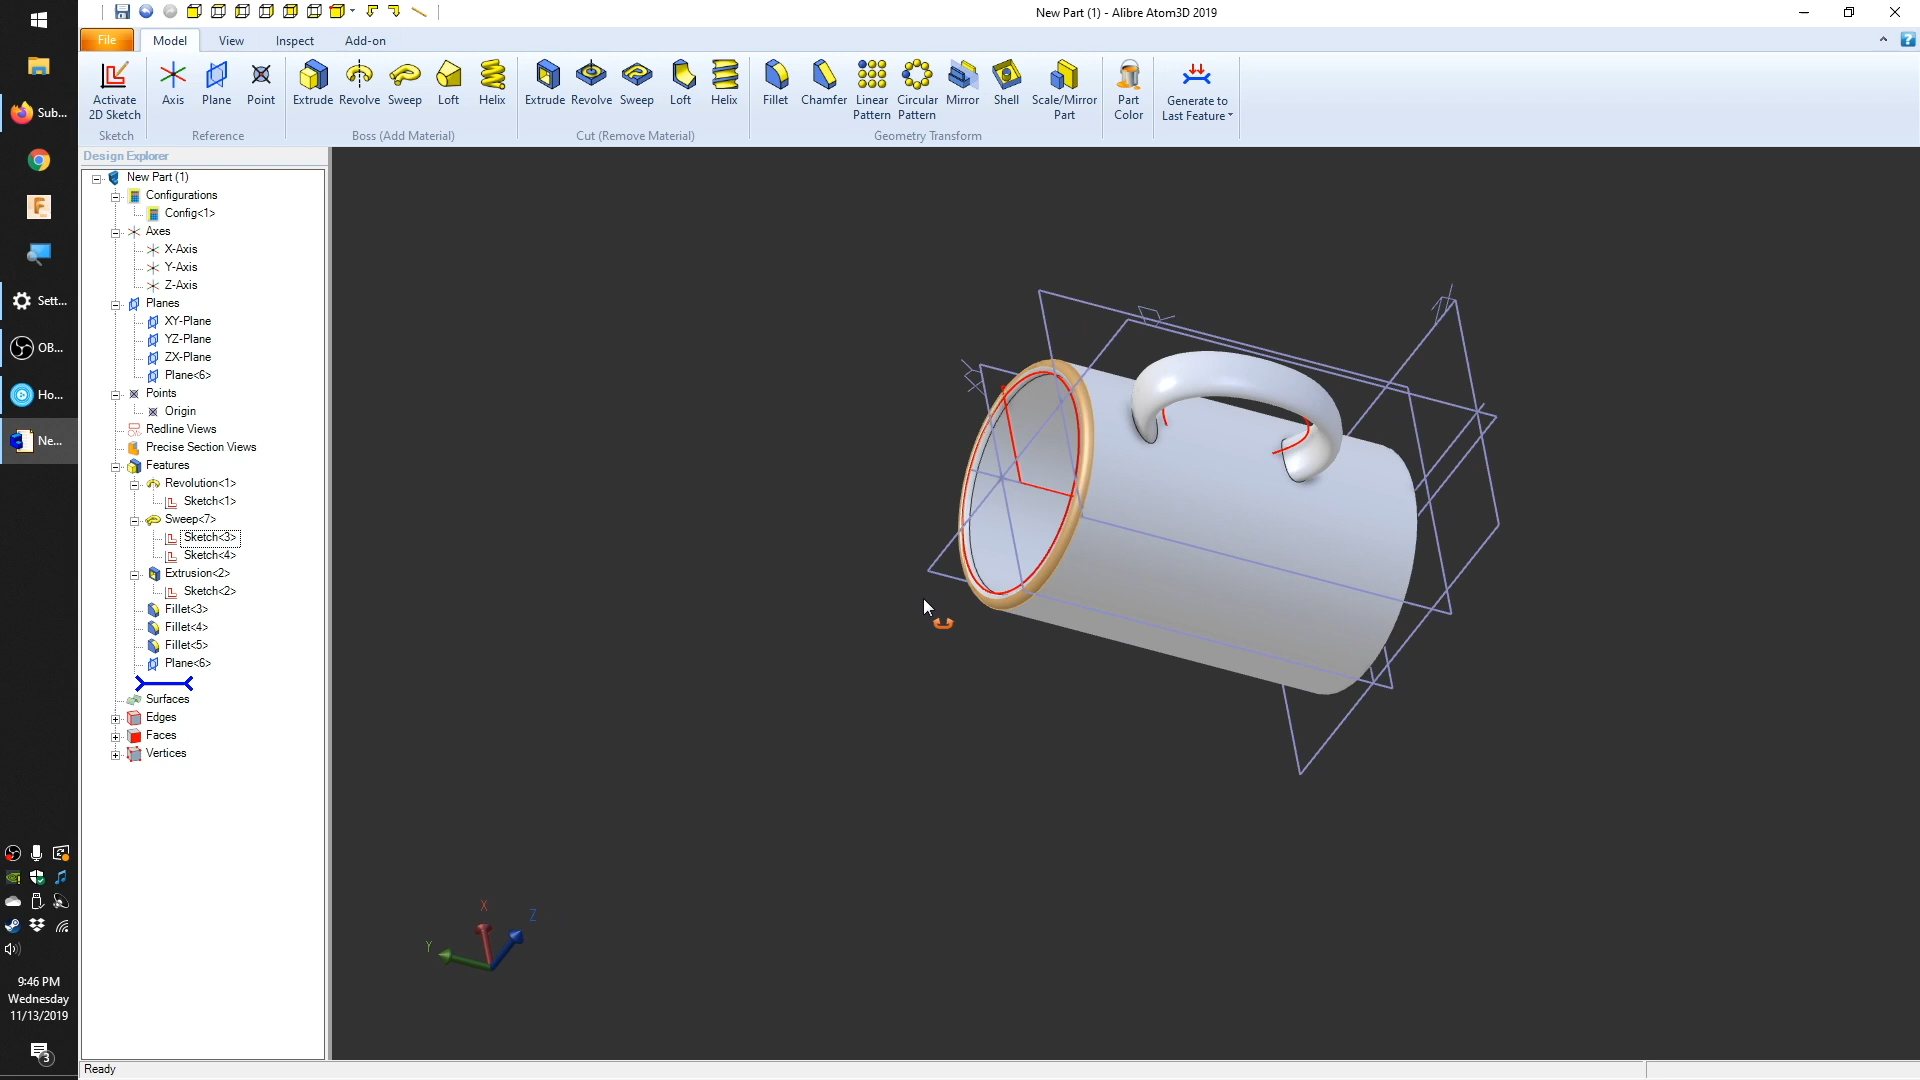 New Part (1) - Alibre Atom3D 2019
File Model View Inspect Add-on
Activate 2D Sketch Axis Plane Point Extrude Revolve Sweep Loft Helix Extrude Revolve Sweep Loft Helix Fillet Chamfer Linear Pattern Circular Pattern Mirror Shell Scale/Mirror Part Part Color Generate to Last Feature
Sketch Reference Boss (Add Material) Cut (Remove Material) Geometry Transform
Design Explorer
New Part (1)
Configurations
Config<1>
Axes
X-Axis
Y-Axis
Z-Axis
Planes
XY-Plane
YZ-Plane
ZX-Plane
Plane<6>
Points
Origin
Redline Views
Precise Section Views
Features
Revolution<1>
Sketch<1>
Sweep<7>
Sketch<3>
Sketch<4>
Extrusion<2>
Sketch<2>
Fillet<3>
Fillet<4>
Fillet<5>
Plane<6>
Surfaces
Edges
Faces
Vertices
X
Y
Z
Ready
Sub...
Sett...
OB...
Ho...
Ne...
9:46 PM
Wednesday
11/13/2019
3